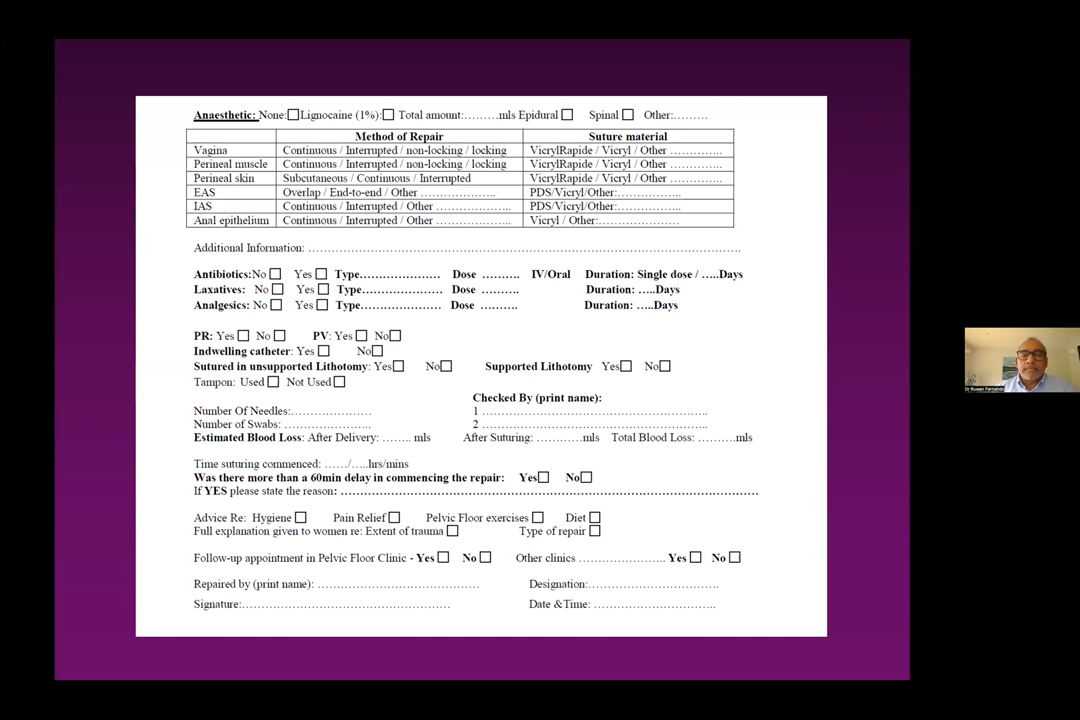 Anaesthetic: None: Lignocaine (1%): Total amount:………mls Epidural Spinal Other:………
Method of Repair Suture material
Vagina Continuous / Interrupted / non-locking / locking VicrylRapide / Vicryl / Other …………..
Perineal muscle Continuous / Interrupted / non-locking / locking VicrylRapide / Vicryl / Other …………..
Perineal skin Subcutaneous / Continuous / Interrupted VicrylRapide / Vicryl / Other …………..
EAS Overlap / End-to-end / Other ………………….. PDS/Vicryl/Other:……………..
IAS Continuous / Interrupted / Other ………………….. PDS/Vicryl/Other:……………..
Anal epithelium Continuous / Interrupted / Other ………………….. Vicryl / Other:…………………
Additional Information: ……………………………………………………………………………………………….
Antibiotics:No Yes Type………………… Dose ………. IV/Oral Duration: Single dose / …..Days
Laxatives: No Yes Type………………… Dose ………. Duration: …..Days
Analgesics: No Yes Type………………… Dose ………. Duration: …..Days
PR: Yes No PV: Yes No
Indwelling catheter: Yes No
Sutured in unsupported Lithotomy: Yes No Supported Lithotomy Yes No
Tampon: Used Not Used
Checked By (print name):
Number Of Needles:………………… 1 …………………………………………………..
Number of Swabs: ………………….. 2 …………………………………………………..
Estimated Blood Loss: After Delivery: …….. mls After Suturing: …………mls Total Blood Loss: ……….mls
Time suturing commenced: ……/…..hrs/mins
Was there more than a 60min delay in commencing the repair: Yes No
If YES please state the reason: ……………………………………………………………………………………………
Advice Re: Hygiene Pain Relief Pelvic Floor exercises Diet
Full explanation given to women re: Extent of trauma Type of repair
Follow-up appointment in Pelvic Floor Clinic - Yes No Other clinics ………………….. Yes No
Repaired by (print name): …………………………………… Designation:…………………………….
Signature:……………………………………………… Date &Time: …………………………..
Dr Ruwan Fernando